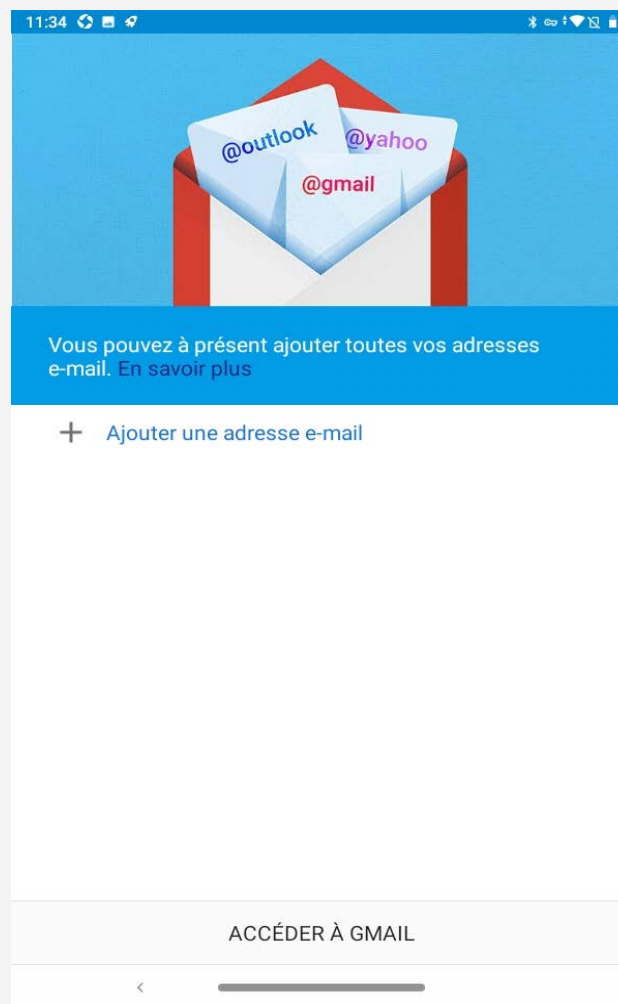 11:34
@outlook
@yahoo
@gmail
Vous pouvez à présent ajouter toutes vos adresses
e-mail. En savoir plus
Ajouter une adresse e-mail
ACCÉDER À GMAIL